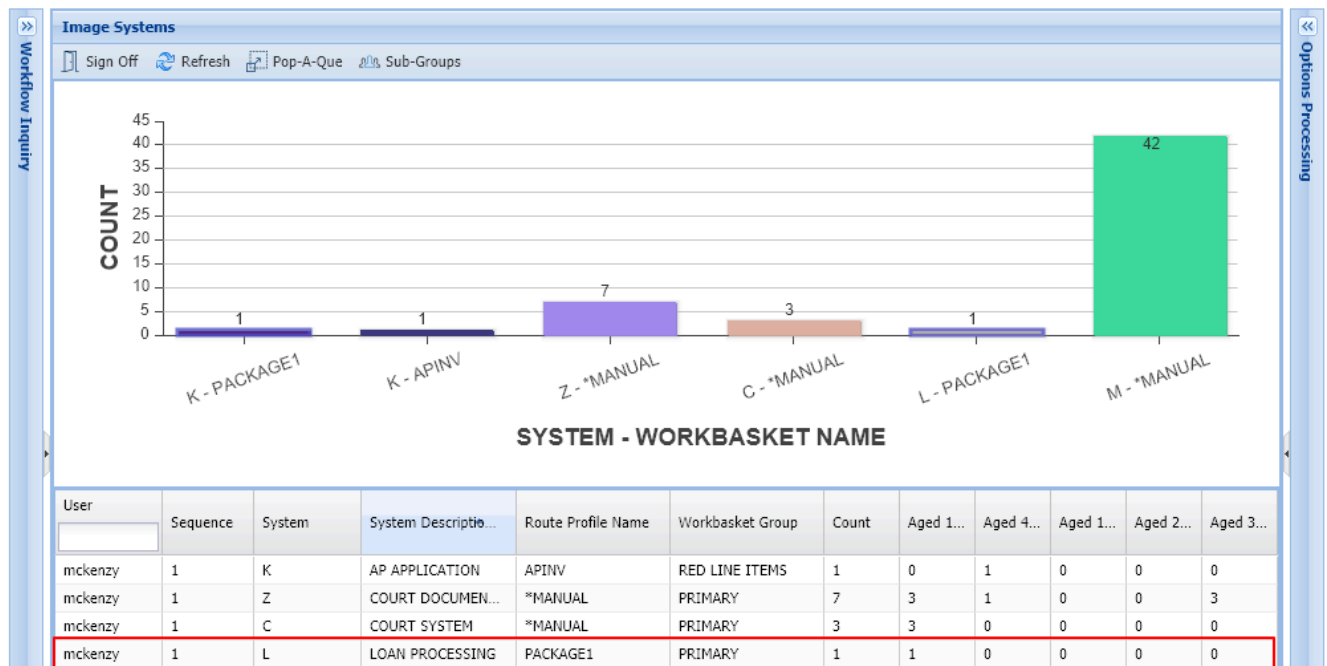 Image Systems
Sign Off Refresh Pop-A-Que Sub-Groups
Workflow Inquiry
Options Processing
COUNT
45
40
35
30
25
20
15
10
5
0
1 1 7 3 1 42
K - PACKAGE1 K - APINV Z - *MANUAL C - *MANUAL L - PACKAGE1 M - *MANUAL
SYSTEM - WORKBASKET NAME
User Sequence System System Descriptio... Route Profile Name Workbasket Group Count Aged 1... Aged 4... Aged 1... Aged 2... Aged 3...
mckenzy 1 K AP APPLICATION APINV RED LINE ITEMS 1 0 1 0 0 0
mckenzy 1 Z COURT DOCUMEN... *MANUAL PRIMARY 7 3 1 0 0 3
mckenzy 1 C COURT SYSTEM *MANUAL PRIMARY 3 3 0 0 0 0
mckenzy 1 L LOAN PROCESSING PACKAGE1 PRIMARY 1 1 0 0 0 0